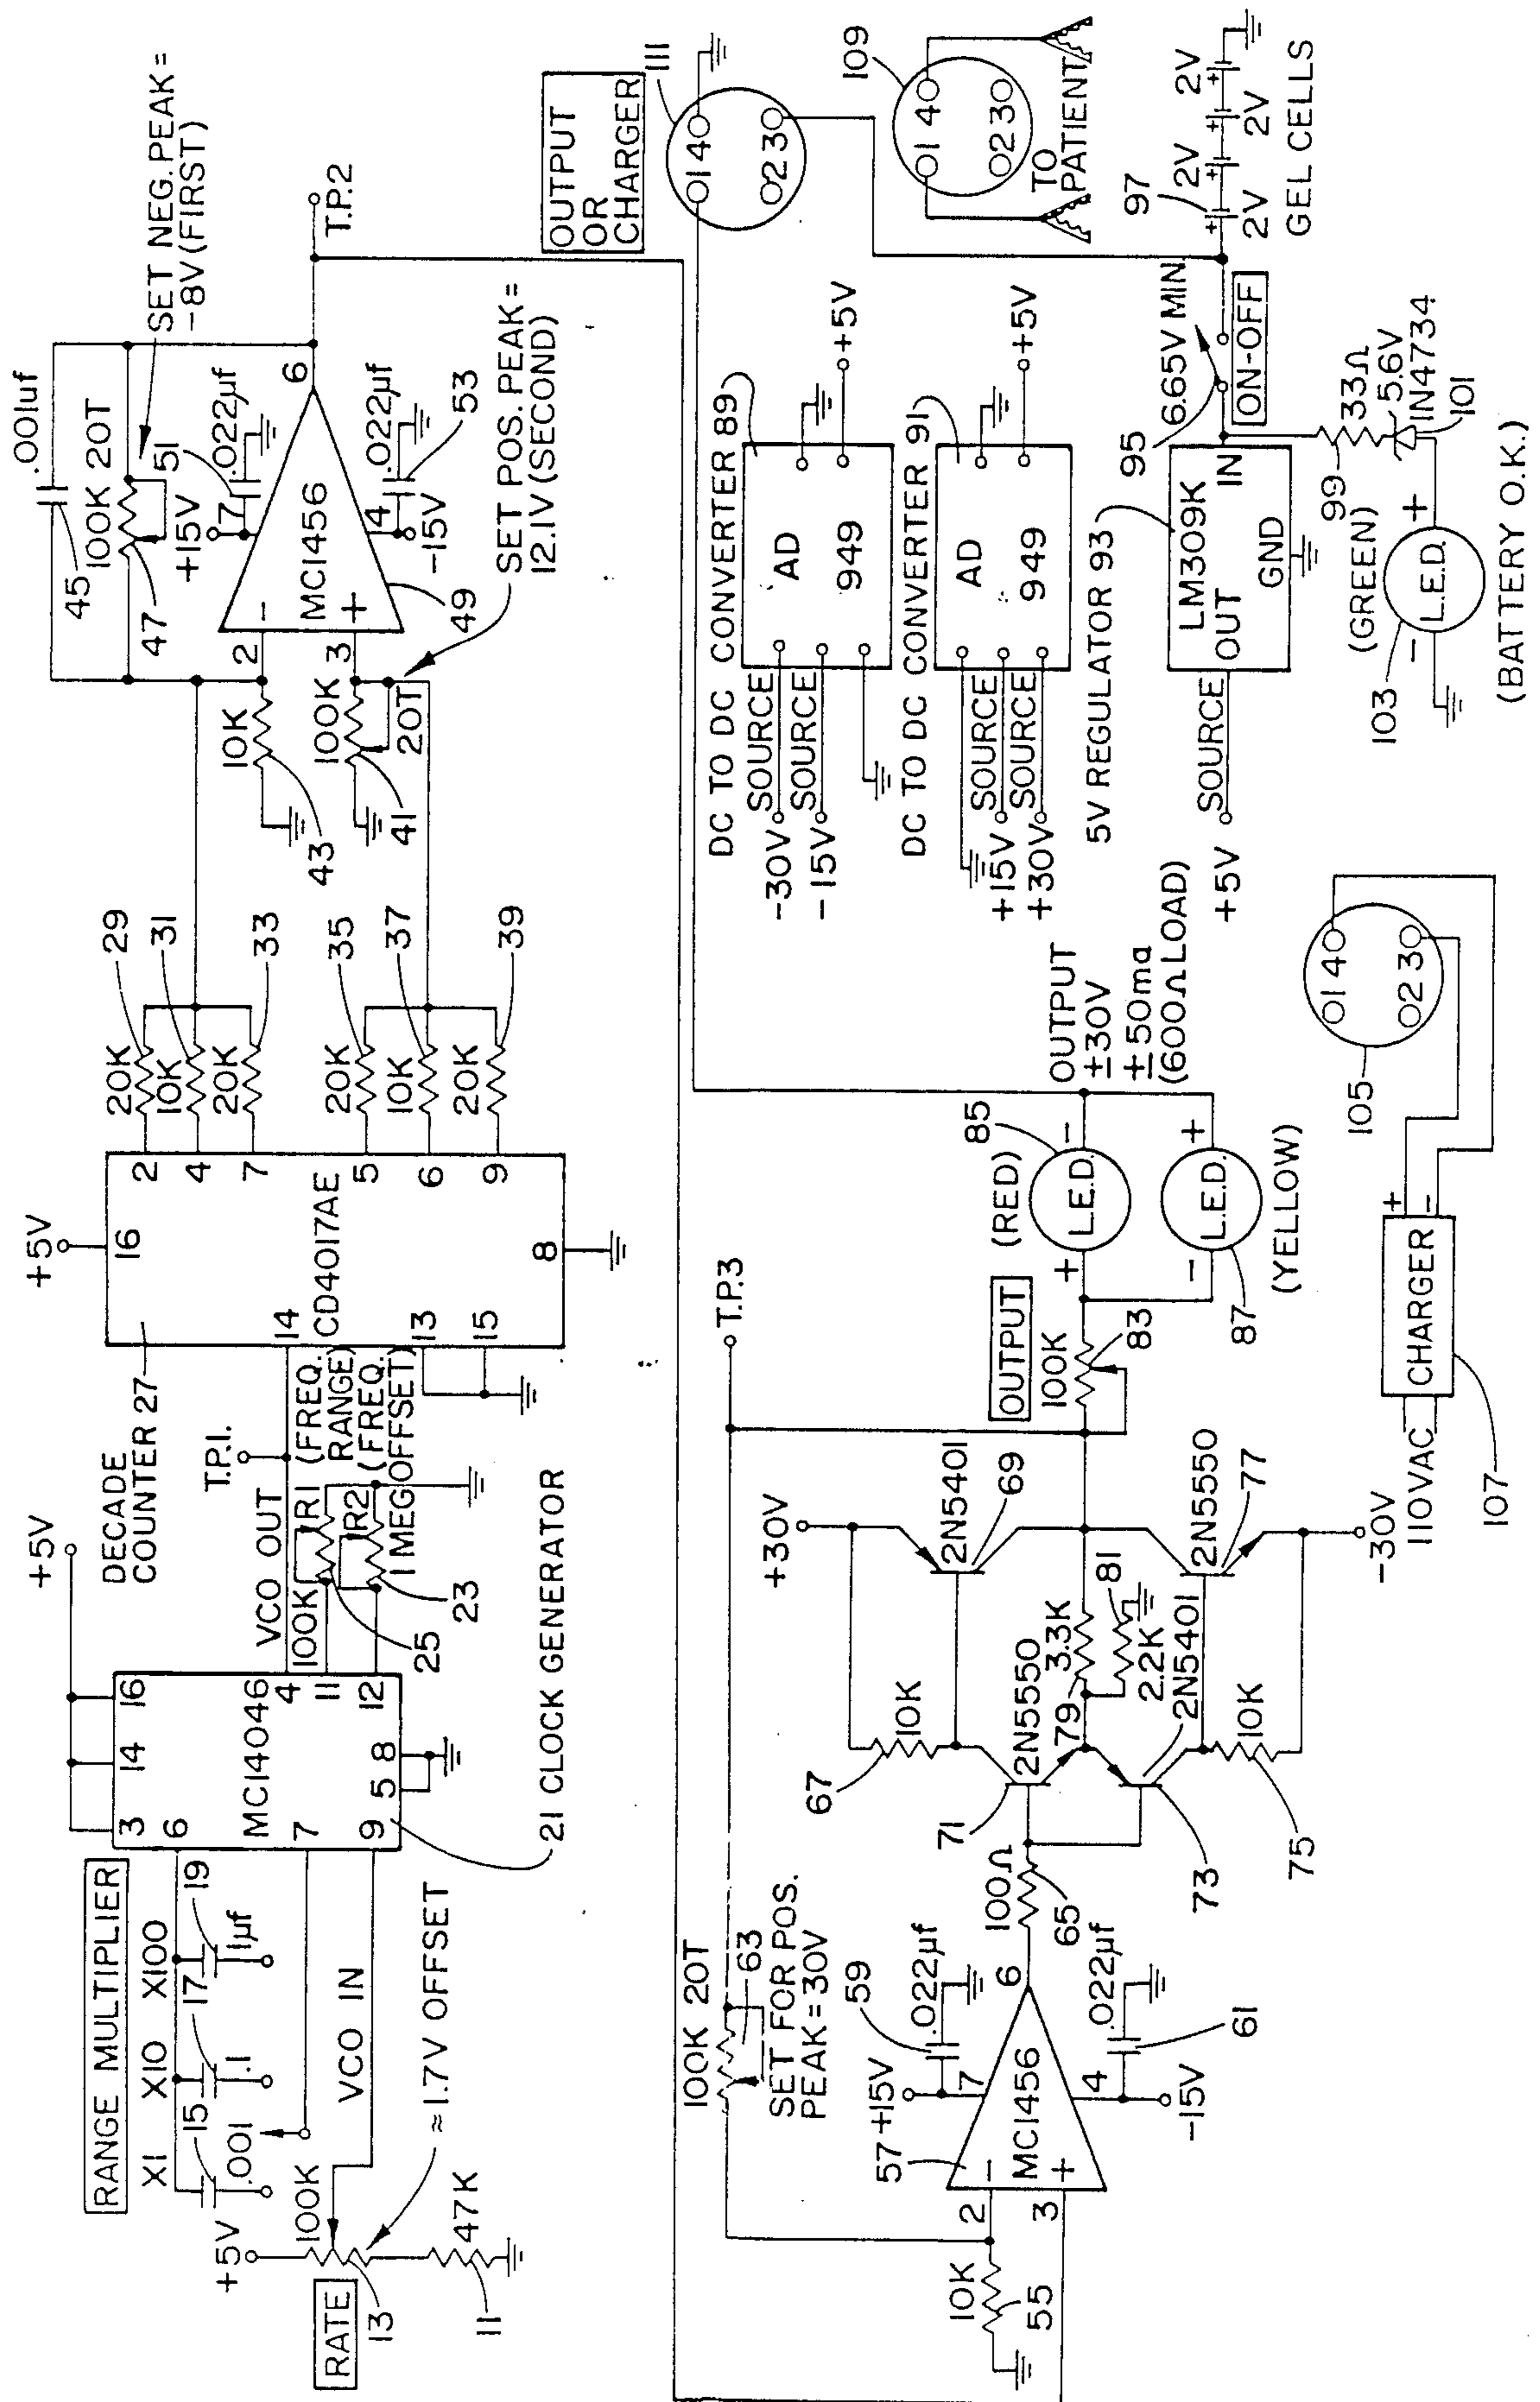 RANGE MULTIPLIER
X1 X10 X100
15 17 19
.001 .1 1µf
+5V
100K
RATE
13
≈1.7V OFFSET
47K
11
VCO IN
+5V
3 14 16
6
MC14046
7
9
4
11
12
5 8
21 CLOCK GENERATOR
VCO OUT
T.P.1.
100K
R1 (FREQ. RANGE)
R2 (FREQ. OFFSET)
1 MEG
25
23
DECADE
COUNTER 27
+5V
16
14
CD4017AE
13
15
8
2
4
7
5
6
9
20K 29
10K 31
20K 33
20K 35
10K 37
20K 39
10K
43
100K
20T
41
.001uf
45
100K 20T
47
SET NEG. PEAK =
-8V (FIRST)
+15V
51
.022µf
7
2
3
-
+
MC1456
6
4
-15V
.022µf
53
49
SET POS. PEAK =
12.1V (SECOND)
T.P.2
10K
55
2
3
57
-
+
MC1456
+15V
7
59
.022µf
6
4
-15V
.022µf
61
100K 20T
63
SET FOR POS.
PEAK = 30V
100Ω
65
+30V
67
10K
71
2N5550
2N5401
69
79
3.3K
81
2.2K
2N5401
73
10K
75
2N5550
77
-30V
T.P.3
OUTPUT
100K
83
(RED)
85
+ L.E.D. -
- L.E.D. +
87
(YELLOW)
OUTPUT
±30V
±50ma
(600Ω LOAD)
110VAC
CHARGER
+
-
107
105
1 4
2 3
DC TO DC CONVERTER 89
-30V SOURCE
-15V SOURCE
AD
949
+5V
DC TO DC CONVERTER 91
+15V SOURCE
+30V SOURCE
AD
949
+5V
5V REGULATOR 93
+5V SOURCE
LM309K
OUT
IN
GND
95
6.65V MIN.
ON-OFF
99
33Ω
5.6V
IN4734
101
(GREEN)
103
- L.E.D. +
(BATTERY O.K.)
OUTPUT
OR
CHARGER
111
1 4
2 3
109
1 4
2 3
TO
PATIENT
97
2V 2V 2V 2V
+ + + +
GEL CELLS